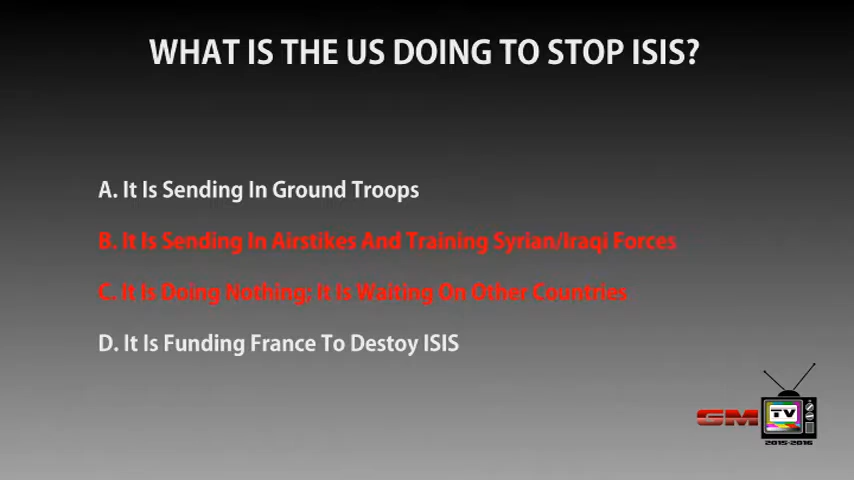 WHAT IS THE US DOING TO STOP ISIS?
A. It Is Sending In Ground Troops
B. It Is Sending In Airstikes And Training Syrian/Iraqi Forces
C. It Is Doing Nothing; It Is Waiting On Other Countries
D. It Is Funding France To Destoy ISIS
GM TV
2015-2016